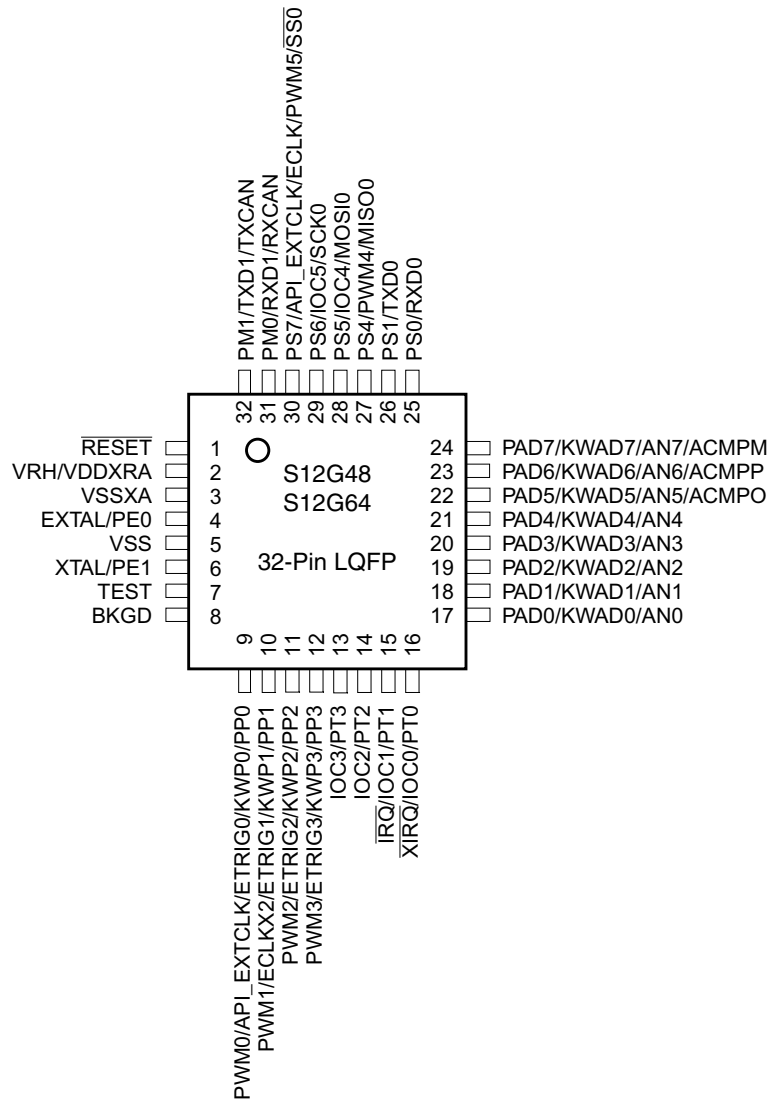 PM1/TXD1/TXCAN
PM0/RXD1/RXCAN
PS7/API_EXTCLK/ECLK/PWM5/SS0
PS6/IOC5/SCK0
PS5/IOC4/MOSI0
PS4/PWM4/MISO0
PS1/TXD0
PS0/RXD0
32
31
30
29
28
27
26
25
RESET 1
VRH/VDDXRA 2
VSSXA 3
EXTAL/PE0 4
VSS 5
XTAL/PE1 6
TEST 7
BKGD 8
S12G48
S12G64
32-Pin LQFP
24 PAD7/KWAD7/AN7/ACMPM
23 PAD6/KWAD6/AN6/ACMPP
22 PAD5/KWAD5/AN5/ACMPO
21 PAD4/KWAD4/AN4
20 PAD3/KWAD3/AN3
19 PAD2/KWAD2/AN2
18 PAD1/KWAD1/AN1
17 PAD0/KWAD0/AN0
9
10
11
12
13
14
15
16
PWM0/API_EXTCLK/ETRIG0/KWP0/PP0
PWM1/ECLKX2/ETRIG1/KWP1/PP1
PWM2/ETRIG2/KWP2/PP2
PWM3/ETRIG3/KWP3/PP3
IOC3/PT3
IOC2/PT2
IRQ/IOC1/PT1
XIRQ/IOC0/PT0